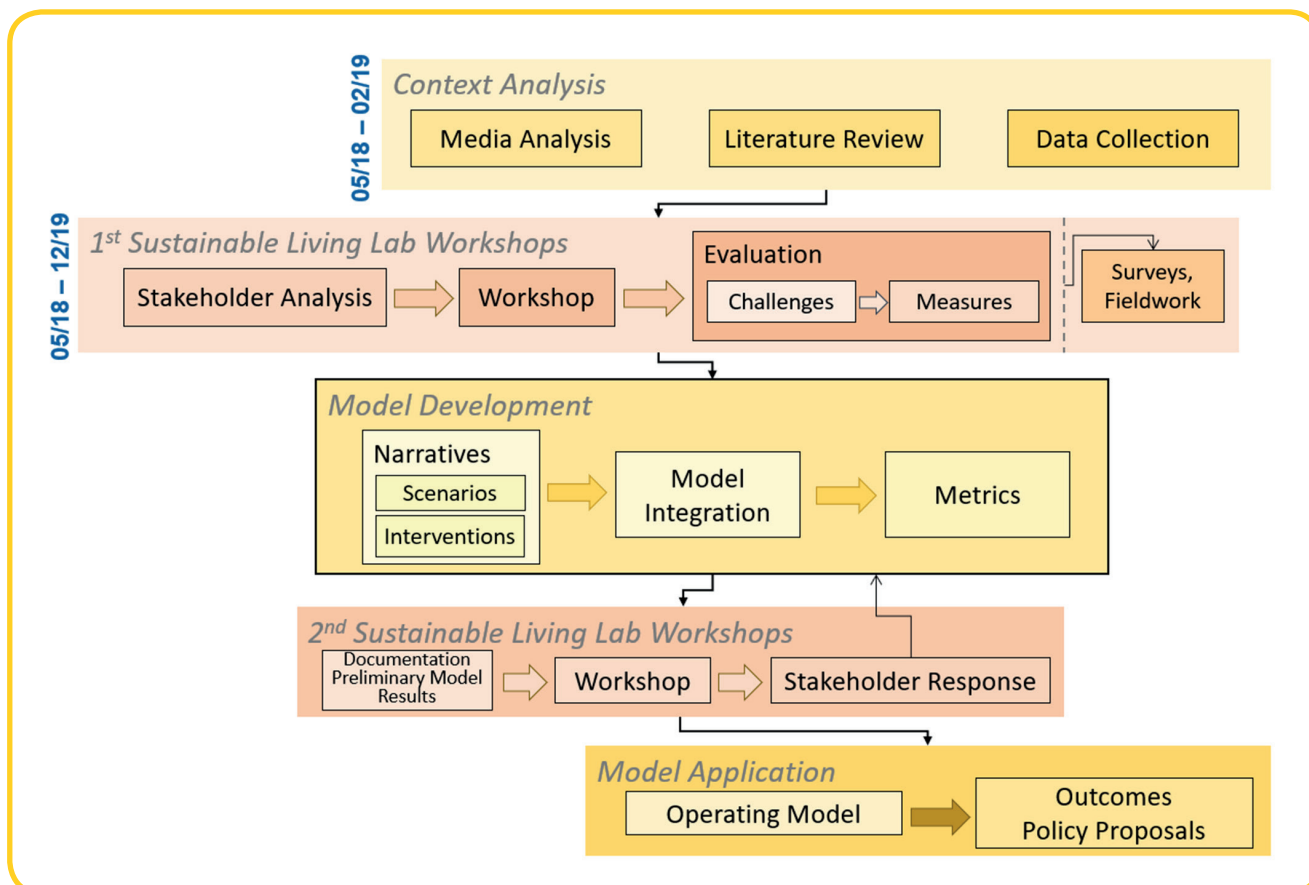 05/18 – 02/19
Context Analysis
Media Analysis
Literature Review
Data Collection
05/18 – 12/19
1st Sustainable Living Lab Workshops
Stakeholder Analysis
Workshop
Evaluation
Challenges
Measures
Surveys,
Fieldwork
Model Development
Narratives
Scenarios
Interventions
Model
Integration
Metrics
2nd Sustainable Living Lab Workshops
Documentation
Preliminary Model
Results
Workshop
Stakeholder Response
Model Application
Operating Model
Outcomes
Policy Proposals